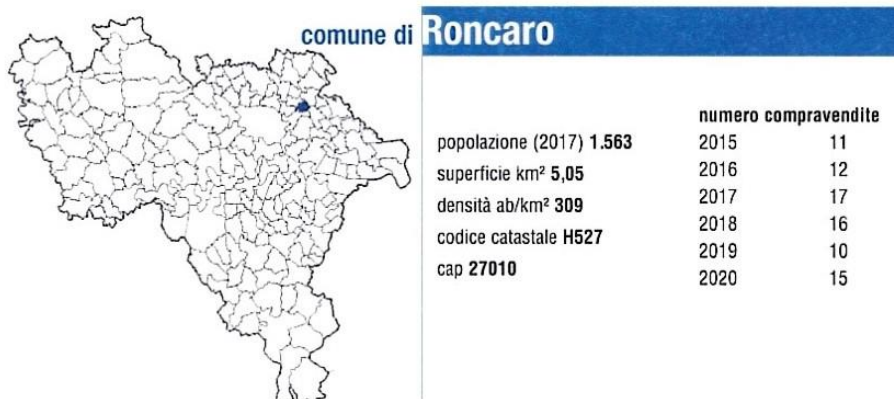 comune di Roncaro
popolazione (2017) 1.563
superficie km² 5,05
densità ab/km² 309
codice catastale H527
cap 27010
numero compravendite
2015 11
2016 12
2017 17
2018 16
2019 10
2020 15